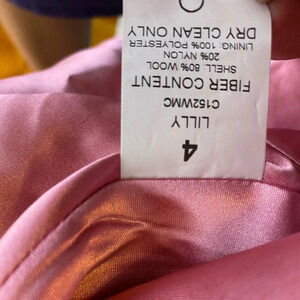 4
LILLY
C152WMC
FIBER CONTENT
SHELL: 80% WOOL
20% NYLON
LINING: 100% POLYESTER
DRY CLEAN ONLY